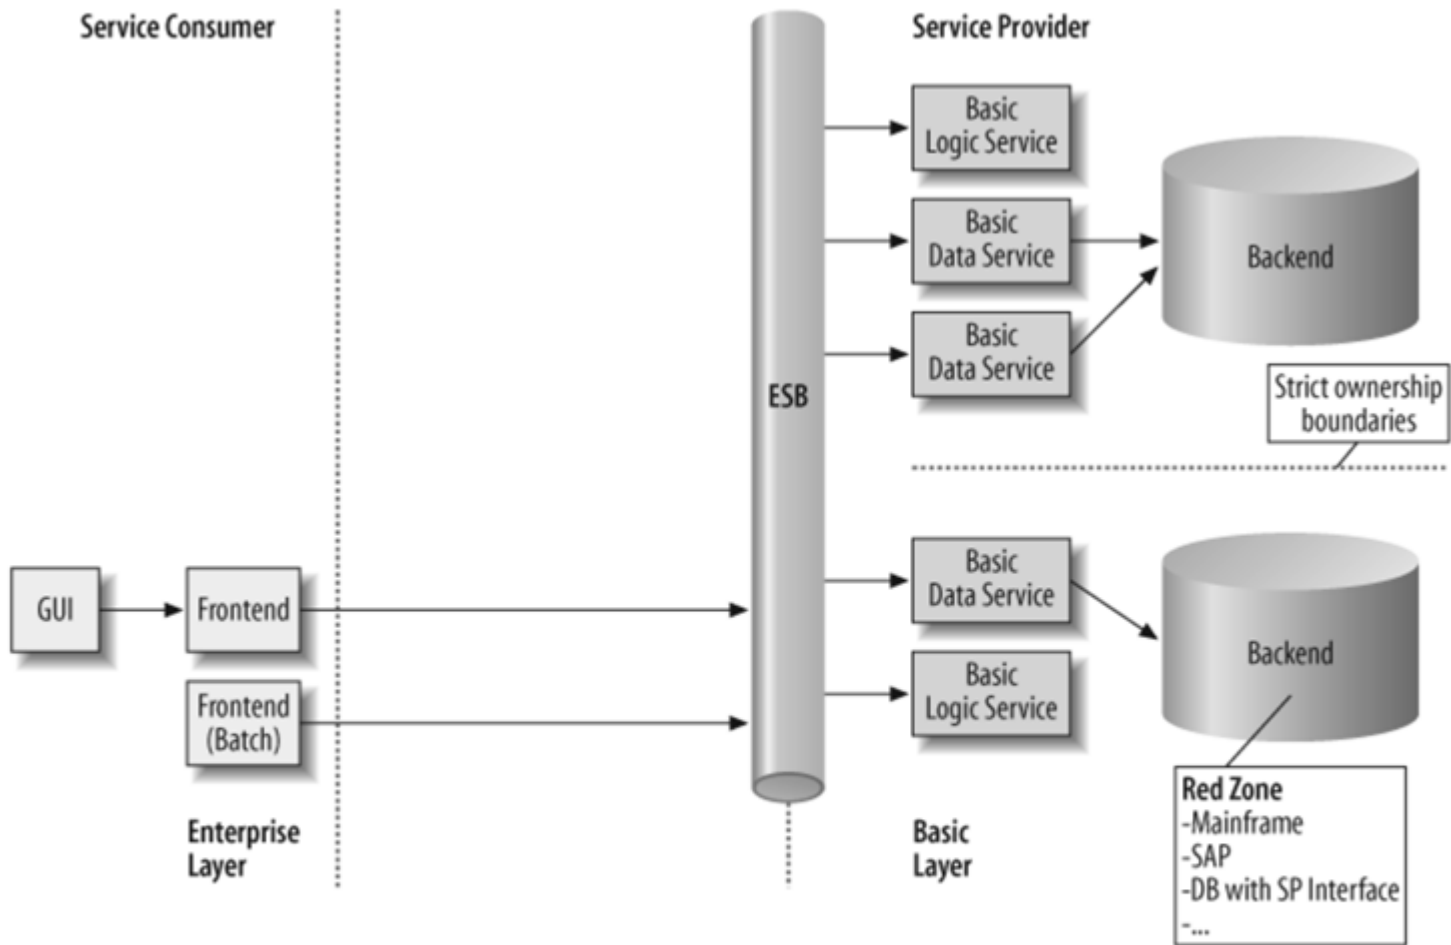 Service Consumer
Service Provider
Basic
Logic Service
Basic
Data Service
Backend
Basic
Data Service
ESB
Strict ownership
boundaries
Basic
Data Service
GUI
Frontend
Backend
Basic
Logic Service
Frontend
(Batch)
Red Zone
-Mainframe
-SAP
-DB with SP Interface
-...
Enterprise
Layer
Basic
Layer